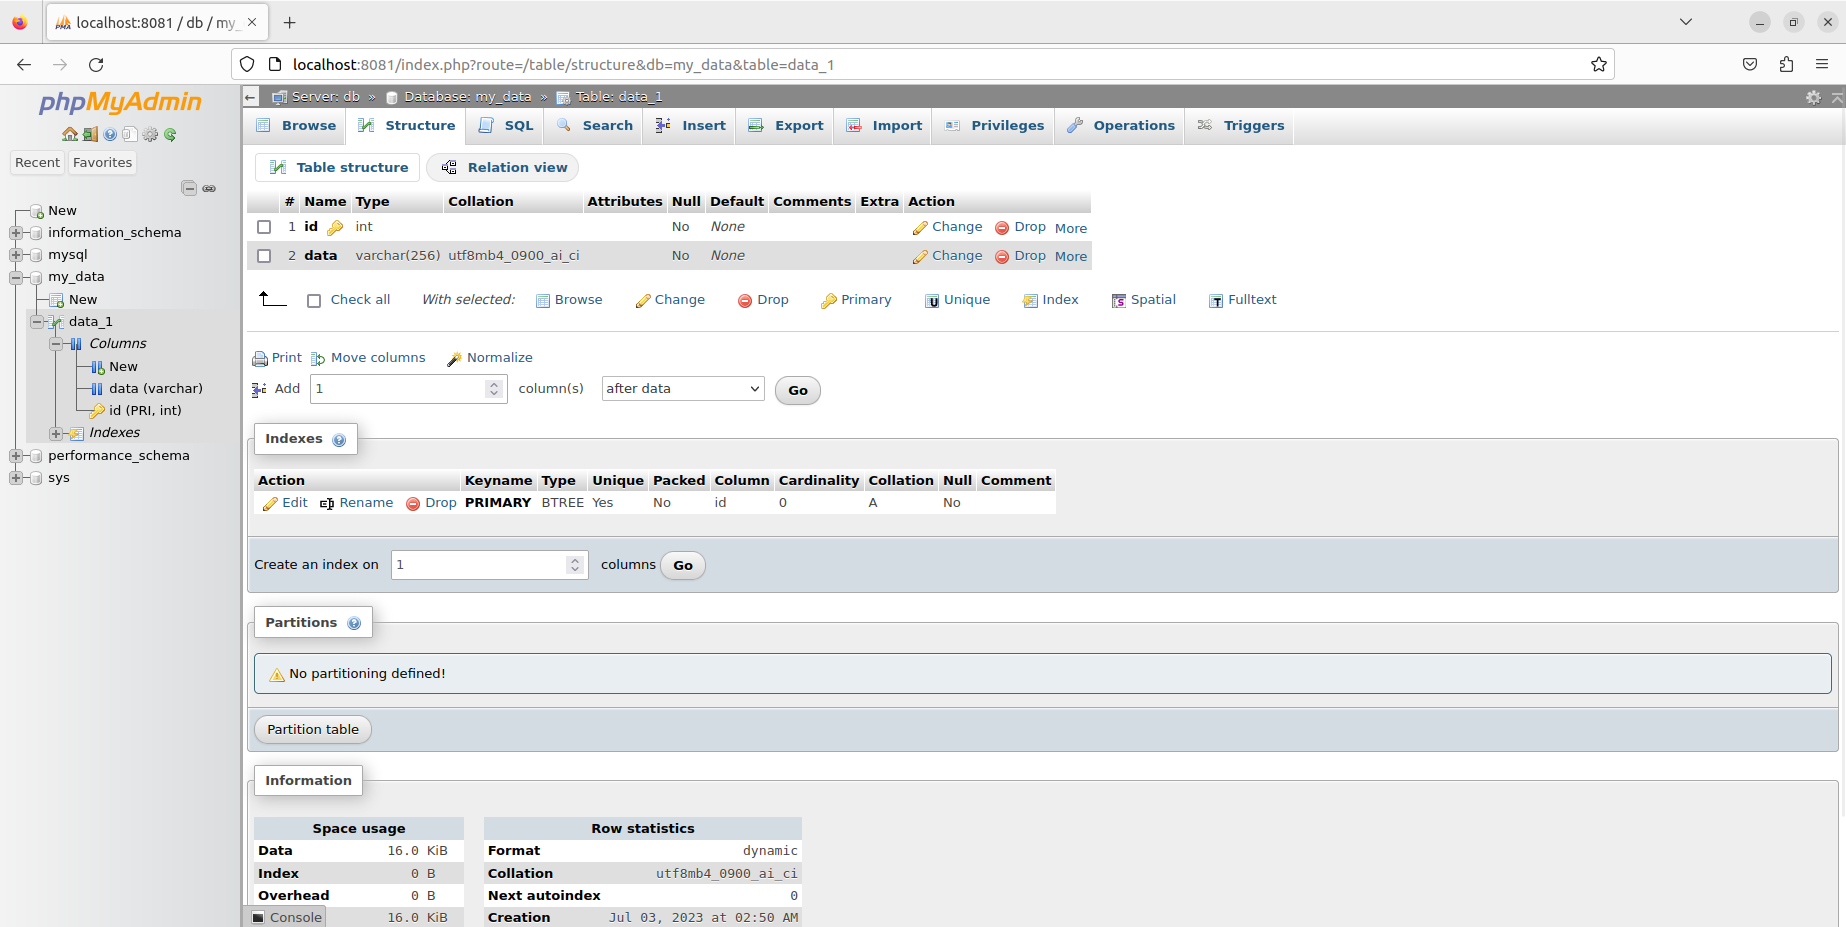 localhost:8081 / db / my_
localhost:8081/index.php?route=/table/structure&db=my_data&table=data_1
phpMyAdmin
Recent Favorites
New
information_schema
mysql
my_data
New
data_1
Columns
New
data (varchar)
id (PRI, int)
Indexes
performance_schema
sys
Server: db » Database: my_data » Table: data_1
Browse Structure SQL Search Insert Export Import Privileges Operations Triggers
Table structure Relation view
# Name Type Collation Attributes Null Default Comments Extra Action
1 id int No None Change Drop More
2 data varchar(256) utf8mb4_0900_ai_ci No None Change Drop More
Check all With selected: Browse Change Drop Primary Unique Index Spatial Fulltext
Print Move columns Normalize
Add 1 column(s) after data Go
Indexes
Action Keyname Type Unique Packed Column Cardinality Collation Null Comment
Edit Rename Drop PRIMARY BTREE Yes No id 0 A No
Create an index on 1 columns Go
Partitions
No partitioning defined!
Partition table
Information
Space usage
Data 16.0 KiB
Index 0 B
Overhead 0 B
16.0 KiB
Row statistics
Format dynamic
Collation utf8mb4_0900_ai_ci
Next autoindex 0
Creation Jul 03, 2023 at 02:50 AM
Console